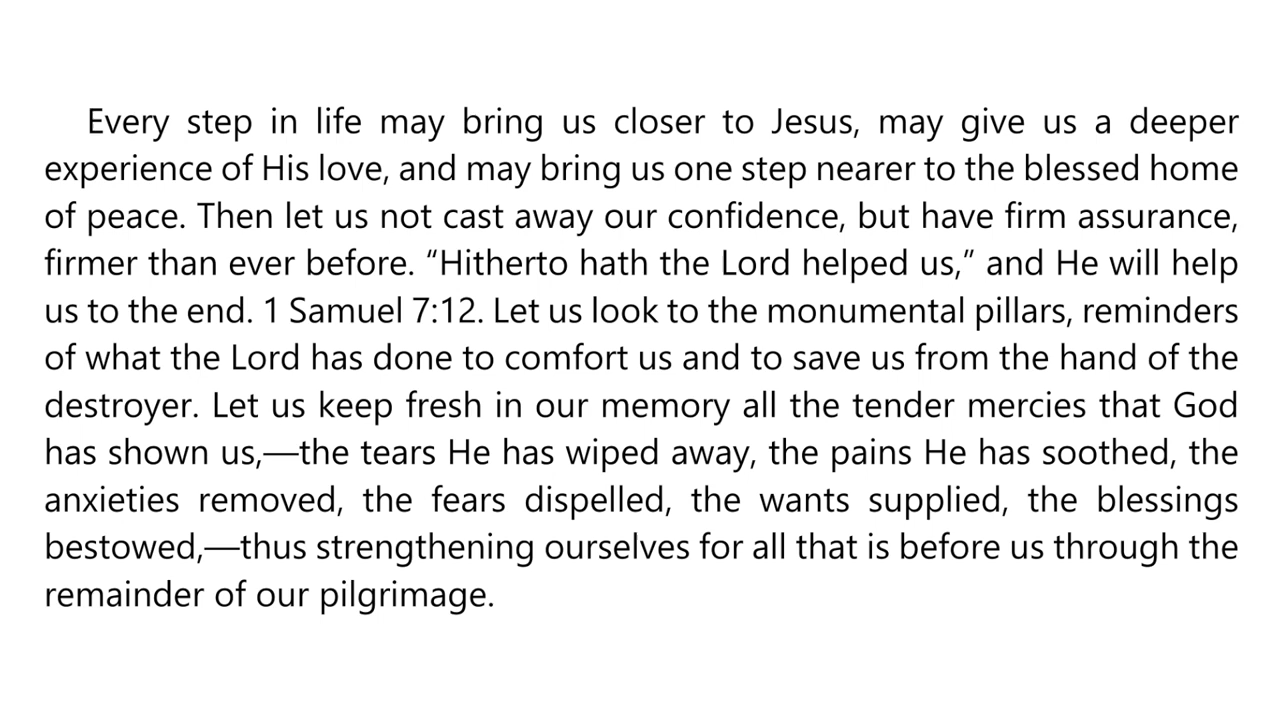 Every step in life may bring us closer to Jesus, may give us a deeper
experience of His love, and may bring us one step nearer to the blessed home
of peace. Then let us not cast away our confidence, but have firm assurance,
firmer than ever before. “Hitherto hath the Lord helped us,” and He will help
us to the end. 1 Samuel 7:12. Let us look to the monumental pillars, reminders
of what the Lord has done to comfort us and to save us from the hand of the
destroyer. Let us keep fresh in our memory all the tender mercies that God
has shown us,—the tears He has wiped away, the pains He has soothed, the
anxieties removed, the fears dispelled, the wants supplied, the blessings
bestowed,—thus strengthening ourselves for all that is before us through the
remainder of our pilgrimage.